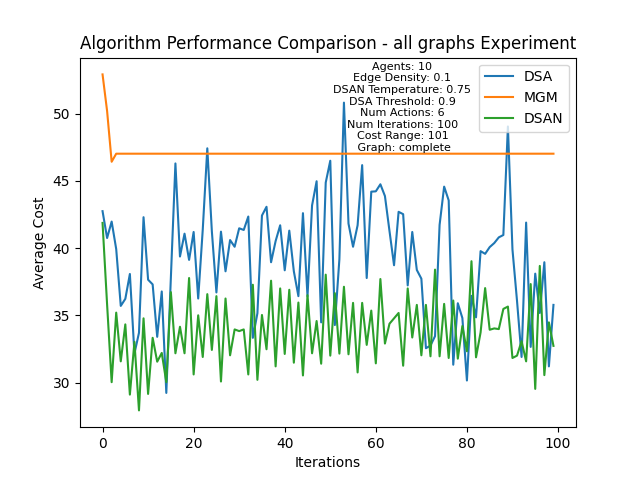 Algorithm Performance Comparison - all graphs Experiment
Agents: 10
Edge Density: 0.1
DSAN Temperature: 0.75
DSA Threshold: 0.9
Num Actions: 6
Num Iterations: 100
Cost Range: 101
Graph: complete
DSA
MGM
DSAN
Average Cost
50
45
40
35
30
0
20
40
60
80
100
Iterations